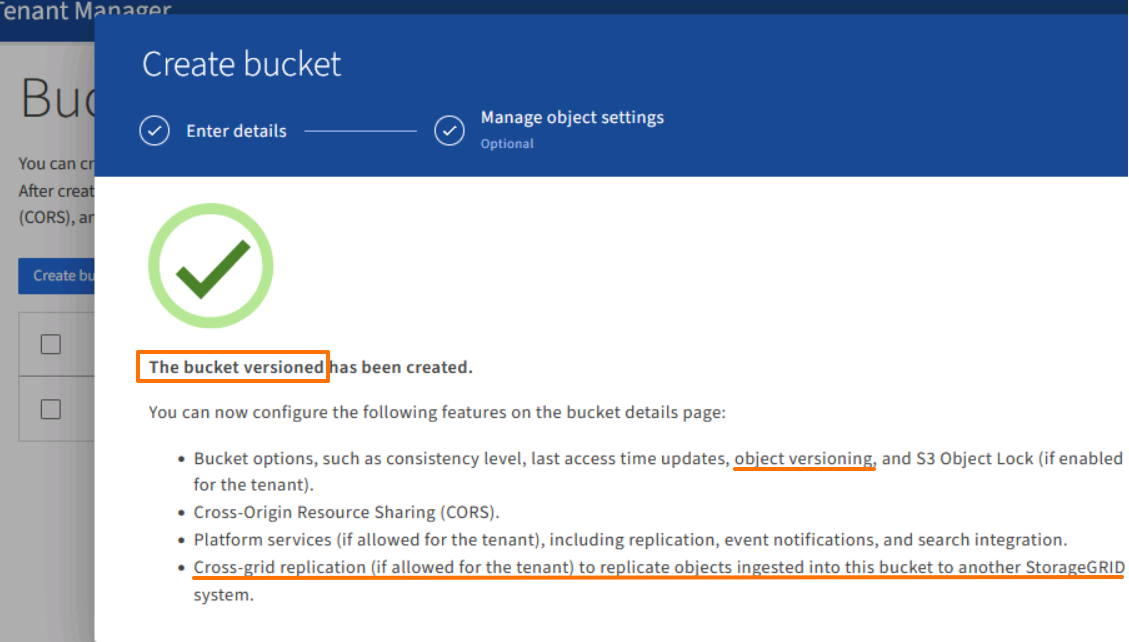 Tenant Manager
Create bucket
Enter details
Manage object settings
Optional
Buc
You can cr
After creat
(CORS), an
Create bu
The bucket versioned has been created.
You can now configure the following features on the bucket details page:
• Bucket options, such as consistency level, last access time updates, object versioning, and S3 Object Lock (if enabled
for the tenant).
• Cross-Origin Resource Sharing (CORS).
• Platform services (if allowed for the tenant), including replication, event notifications, and search integration.
• Cross-grid replication (if allowed for the tenant) to replicate objects ingested into this bucket to another StorageGRID
system.